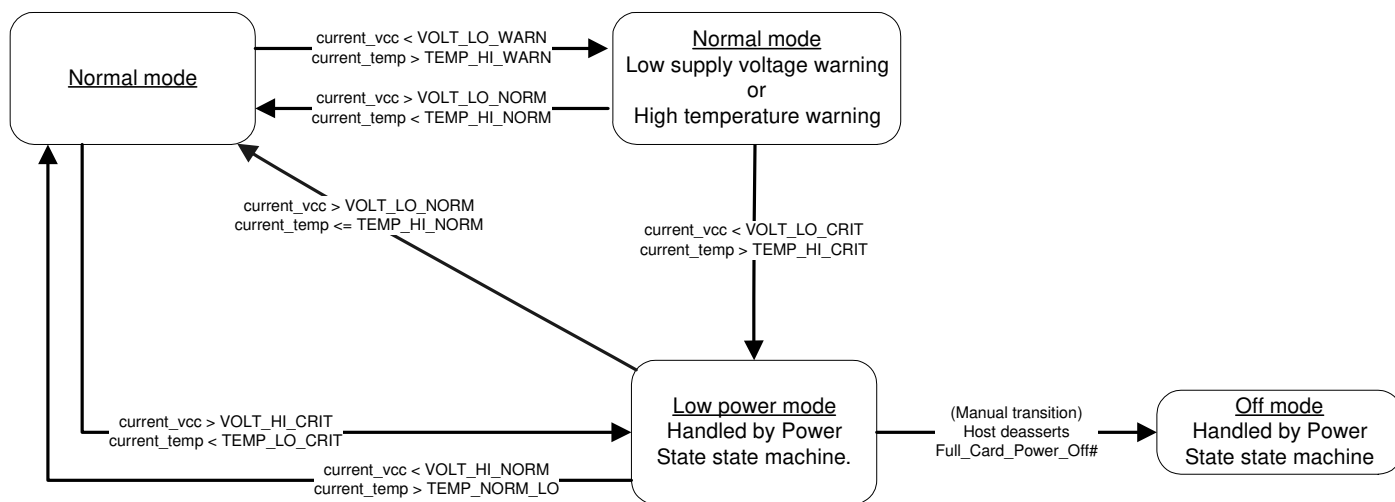 Normal mode
current_vcc < VOLT_LO_WARN
current_temp > TEMP_HI_WARN
current_vcc > VOLT_LO_NORM
current_temp < TEMP_HI_NORM
Normal mode
Low supply voltage warning
or
High temperature warning
current_vcc > VOLT_LO_NORM
current_temp <= TEMP_HI_NORM
current_vcc < VOLT_LO_CRIT
current_temp > TEMP_HI_CRIT
current_vcc > VOLT_HI_CRIT
current_temp < TEMP_LO_CRIT
current_vcc < VOLT_HI_NORM
current_temp > TEMP_NORM_LO
Low power mode
Handled by Power
State state machine.
(Manual transition)
Host deasserts
Full_Card_Power_Off#
Off mode
Handled by Power
State state machine